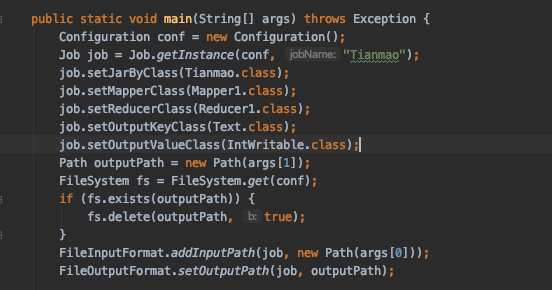 public static void main(String[] args) throws Exception {
    Configuration conf = new Configuration();
    Job job = Job.getInstance(conf, jobName: "Tianmao");
    job.setJarByClass(Tianmao.class);
    job.setMapperClass(Mapper1.class);
    job.setReducerClass(Reducer1.class);
    job.setOutputKeyClass(Text.class);
    job.setOutputValueClass(IntWritable.class);
    Path outputPath = new Path(args[1]);
    FileSystem fs = FileSystem.get(conf);
    if (fs.exists(outputPath)) {
        fs.delete(outputPath, b: true);
    }
    FileInputFormat.addInputPath(job, new Path(args[0]));
    FileOutputFormat.setOutputPath(job, outputPath);